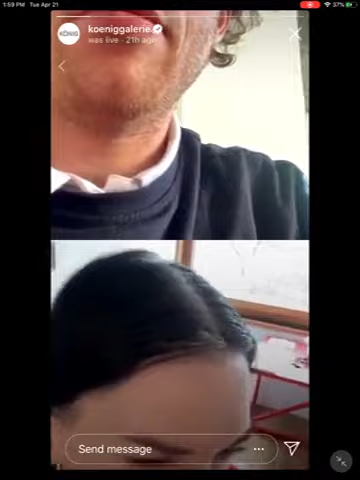 1:59 PM Tue Apr 21
37%
KÖNIG
koeniggalerie
was live · 21h ago
Send message